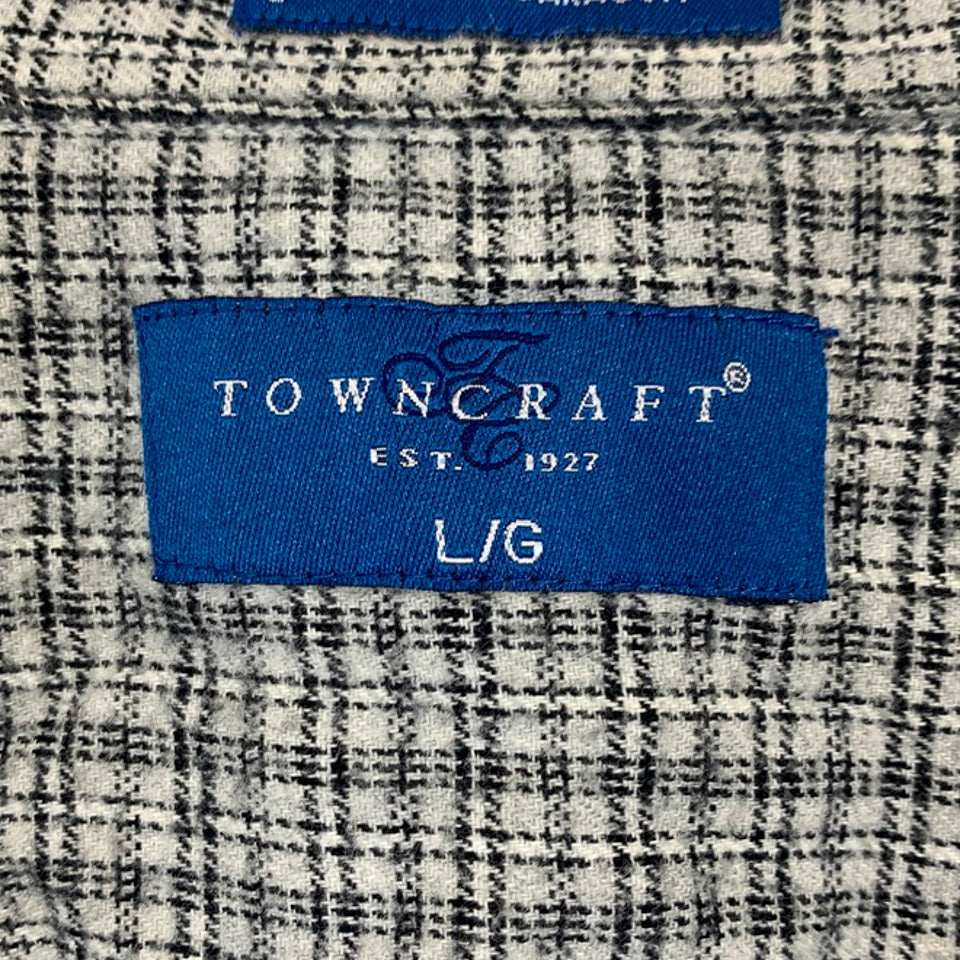 TOWNCRAFT®
EST. 1927
L/G